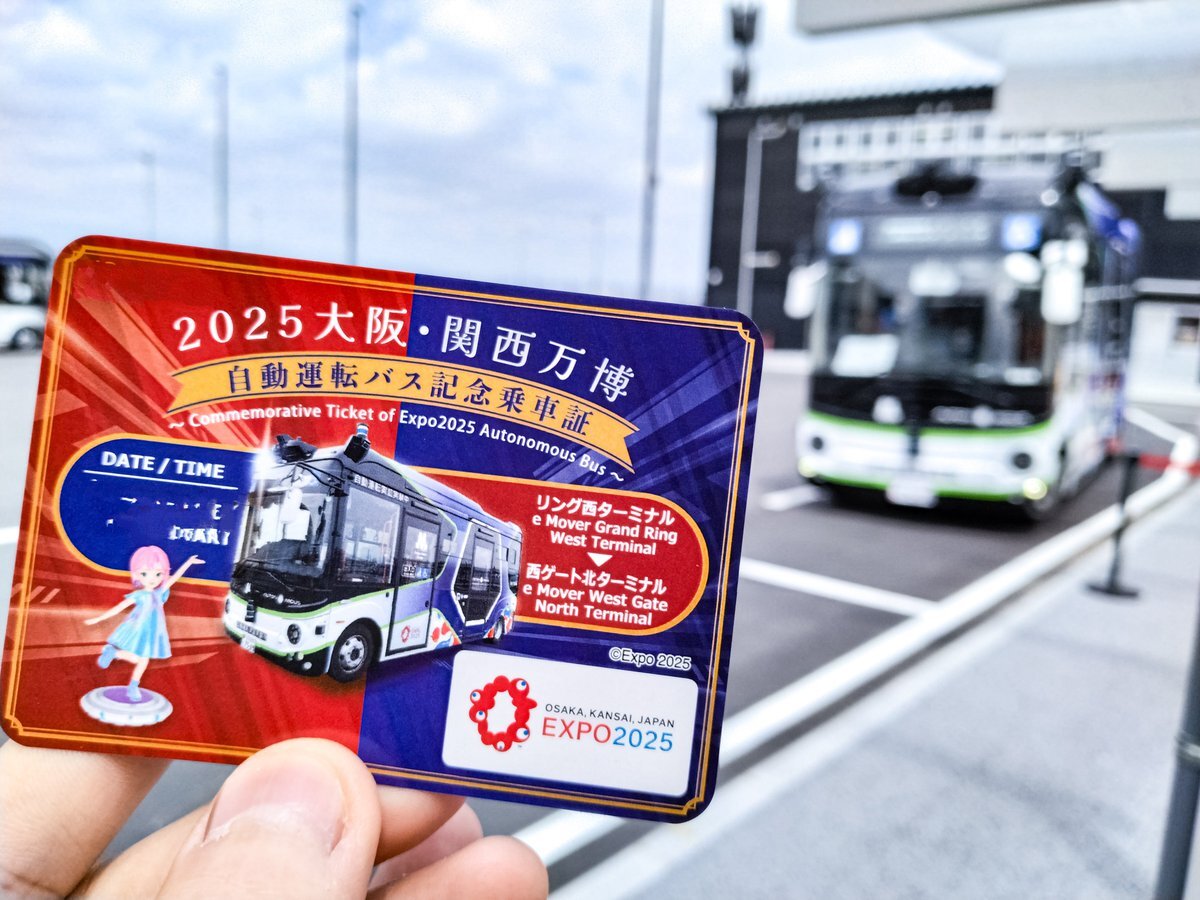 2025大阪・関西万博
自動運転バス記念乗車証
～ Commemorative Ticket of Expo2025 Autonomous Bus ～
DATE / TIME
リング西ターミナル
e Mover Grand Ring
West Terminal
▼
西ゲート北ターミナル
e Mover West Gate
North Terminal
©Expo 2025
OSAKA, KANSAI, JAPAN
EXPO2025